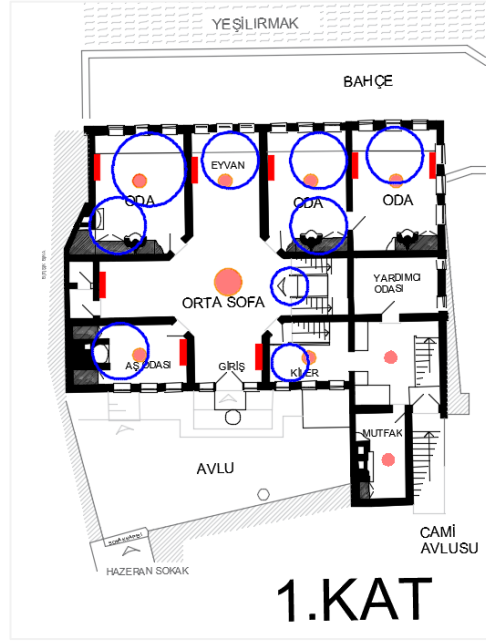 YEŞİLIRMAK
BAHÇE
EYVAN
ODA
ODA
ODA
YARDIMCI
ODASI
ORTA SOFA
AŞ ODASI
GİRİŞ
KİLER
MUTFAK
AVLU
CAMİ
AVLUSU
HAZERAN SOKAK
1.KAT